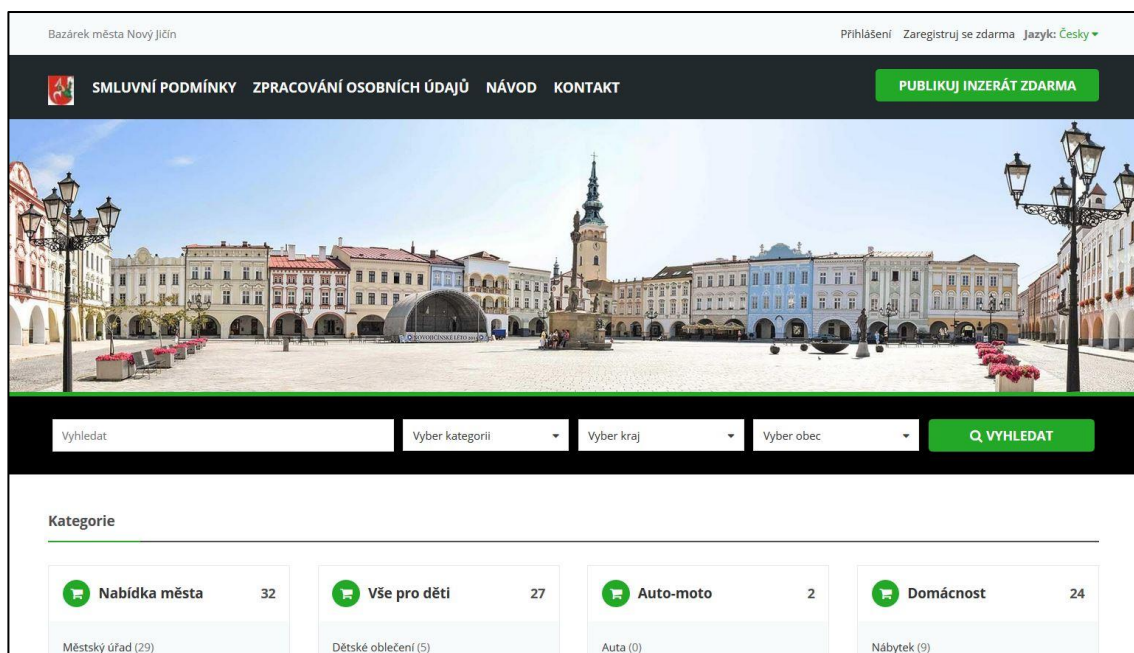 Bazárek města Nový Jičín
Přihlášení Zaregistruj se zdarma Jazyk: Česky
SMLUVNÍ PODMÍNKY ZPRACOVÁNÍ OSOBNÍCH ÚDAJŮ NÁVOD KONTAKT
PUBLIKUJ INZERÁT ZDARMA
NOVOJIČÍNSKÉ LÉTO
Vyhledat Vyber kategorii Vyber kraj Vyber obec VYHLEDAT
Kategorie
Nabídka města 32
Městský úřad (29)
Vše pro děti 27
Dětské oblečení (5)
Auto-moto 2
Auta (0)
Domácnost 24
Nábytek (9)